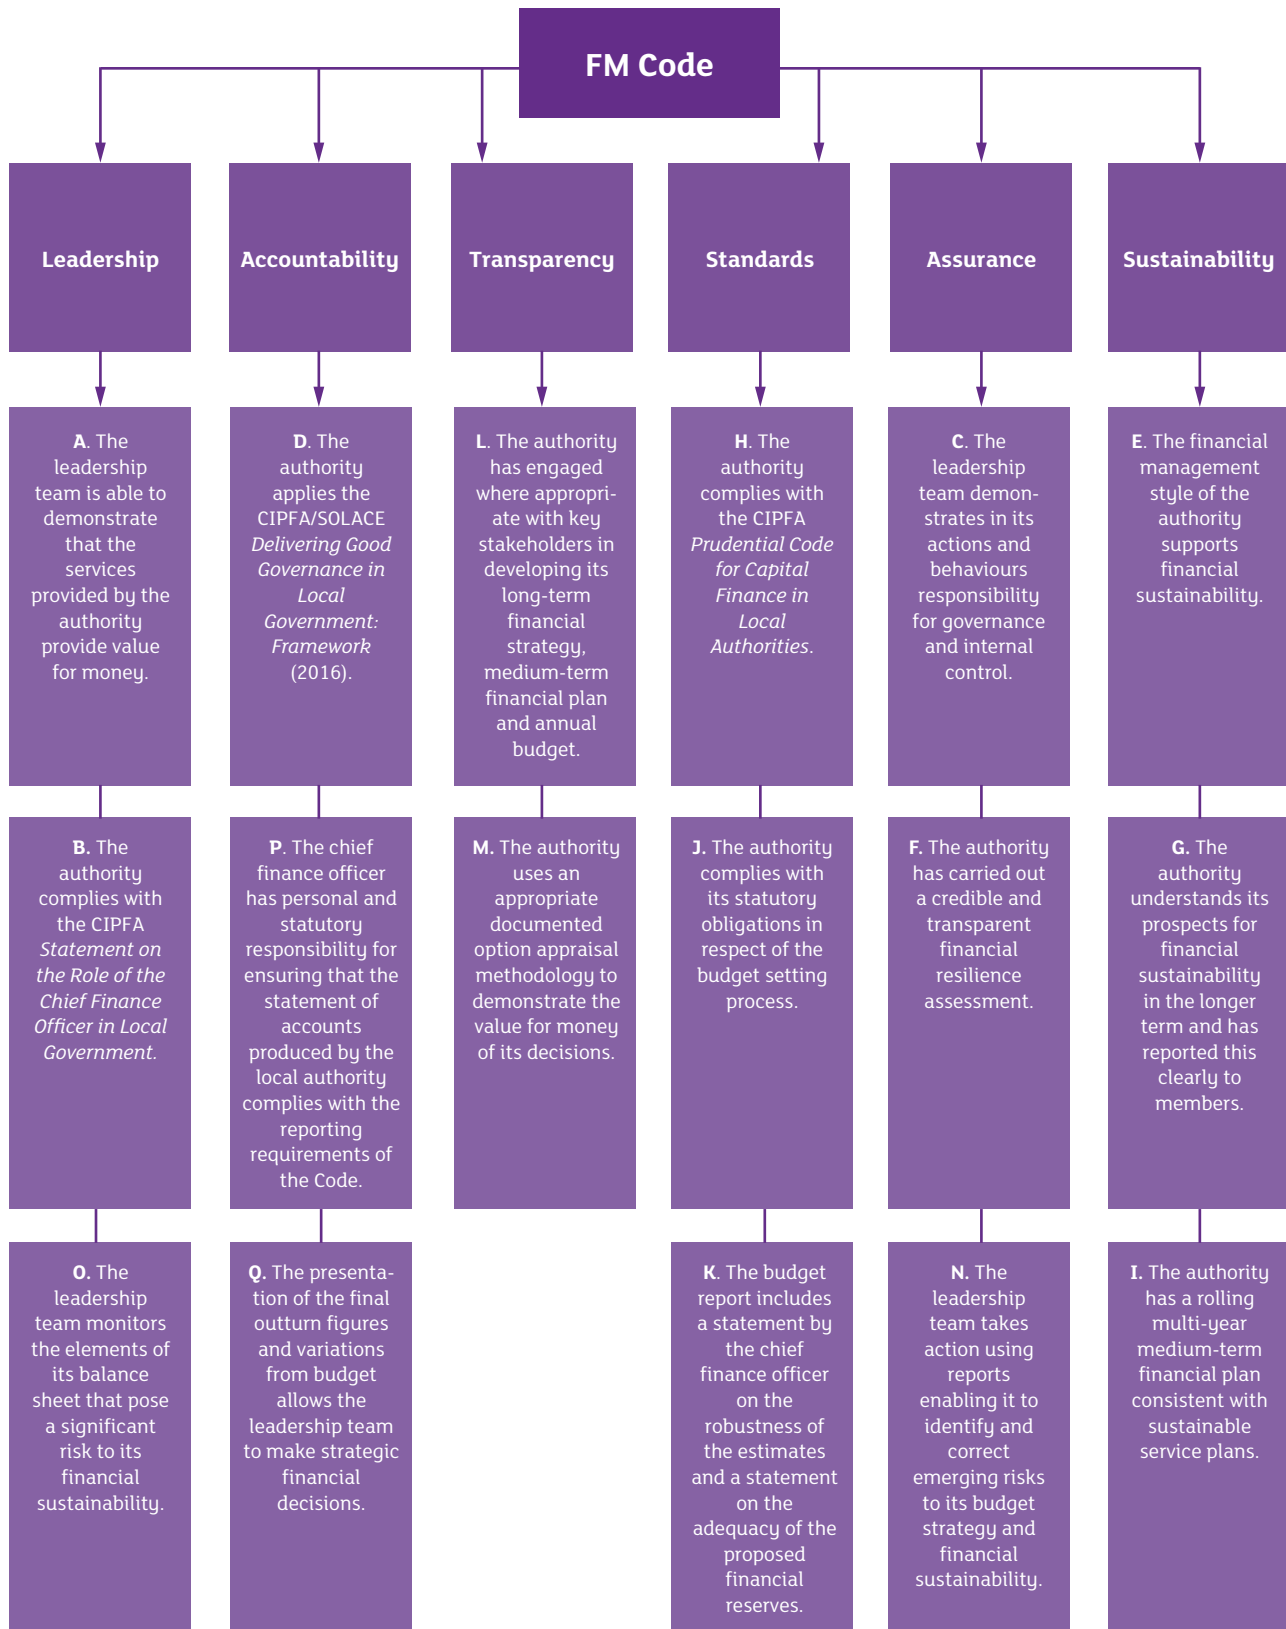 FM Code
Leadership
Accountability
Transparency
Standards
Assurance
Sustainability
A. The
leadership
team is able to
demonstrate
that the
services
provided by the
authority
provide value
for money.
D. The
authority
applies the
CIPFA/SOLACE
Delivering Good
Governance in
Local
Government:
Framework
(2016).
L. The authority
has engaged
where appropri-
ate with key
stakeholders in
developing its
long-term
financial
strategy,
medium-term
financial plan
and annual
budget.
H. The
authority
complies with
the CIPFA
Prudential Code
for Capital
Finance in
Local
Authorities.
C. The
leadership
team demon-
strates in its
actions and
behaviours
responsibility
for governance
and internal
control.
E. The financial
management
style of the
authority
supports
financial
sustainability.
B. The
authority
complies with
the CIPFA
Statement on
the Role of the
Chief Finance
Officer in Local
Government.
P. The chief
finance officer
has personal and
statutory
responsibility for
ensuring that the
statement of
accounts
produced by the
local authority
complies with the
reporting
requirements of
the Code.
M. The authority
uses an
appropriate
documented
option appraisal
methodology to
demonstrate the
value for money
of its decisions.
J. The authority
complies with
its statutory
obligations in
respect of the
budget setting
process.
F. The authority
has carried out
a credible and
transparent
financial
resilience
assessment.
G. The
authority
understands its
prospects for
financial
sustainability
in the longer
term and has
reported this
clearly to
members.
O. The
leadership
team monitors
the elements of
its balance
sheet that pose
a significant
risk to its
financial
sustainability.
Q. The presenta-
tion of the final
outturn figures
and variations
from budget
allows the
leadership team
to make strategic
financial
decisions.
K. The budget
report includes
a statement by
the chief
finance officer
on the
robustness of
the estimates
and a statement
on the
adequacy of the
proposed
financial
reserves.
N. The
leadership
team takes
action using
reports
enabling it to
identify and
correct
emerging risks
to its budget
strategy and
financial
sustainability.
I. The authority
has a rolling
multi-year
medium-term
financial plan
consistent with
sustainable
service plans.